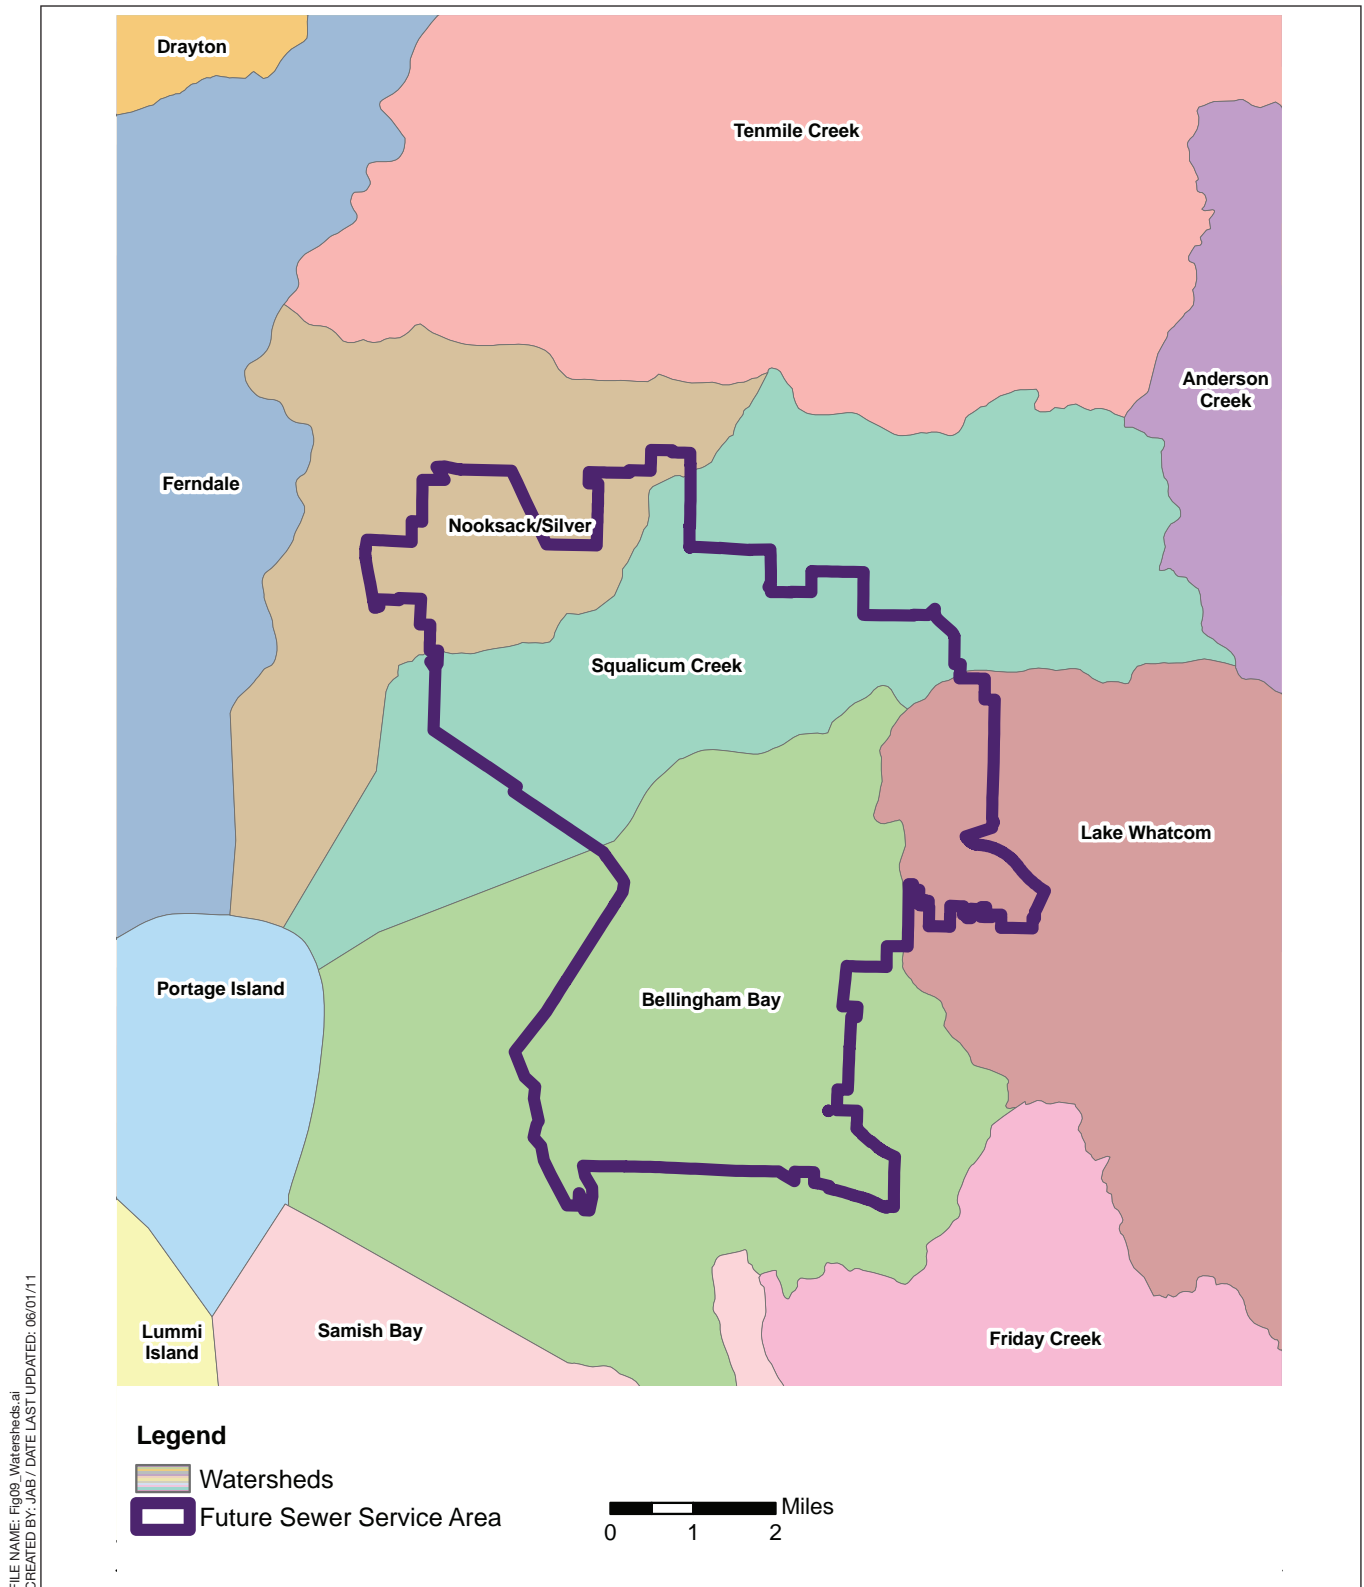 Drayton
Tenmile Creek
Anderson
Creek
Ferndale
Nooksack/Silver
Squalicum Creek
Lake Whatcom
Portage Island
Bellingham Bay
Lummi
Island
Samish Bay
Friday Creek
Legend
Watersheds
Future Sewer Service Area
Miles
0 1 2
FILE NAME: Fig09_Watersheds.ai
CREATED BY: JAB / DATE LAST UPDATED: 06/01/11